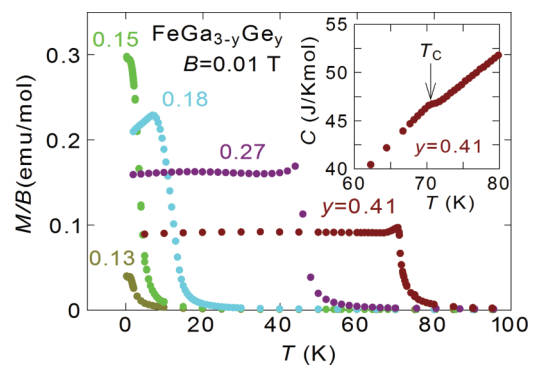 0.15
FeGa3-yGey
B=0.01 T
0.18
0.27
y=0.41
0.13
0.3
0.2
0.1
0
M/B(emu/mol)
0 20 40 60 80 100
T (K)
55
50
45
40
C (J/Kmol)
TC
y=0.41
60 70 80
T (K)